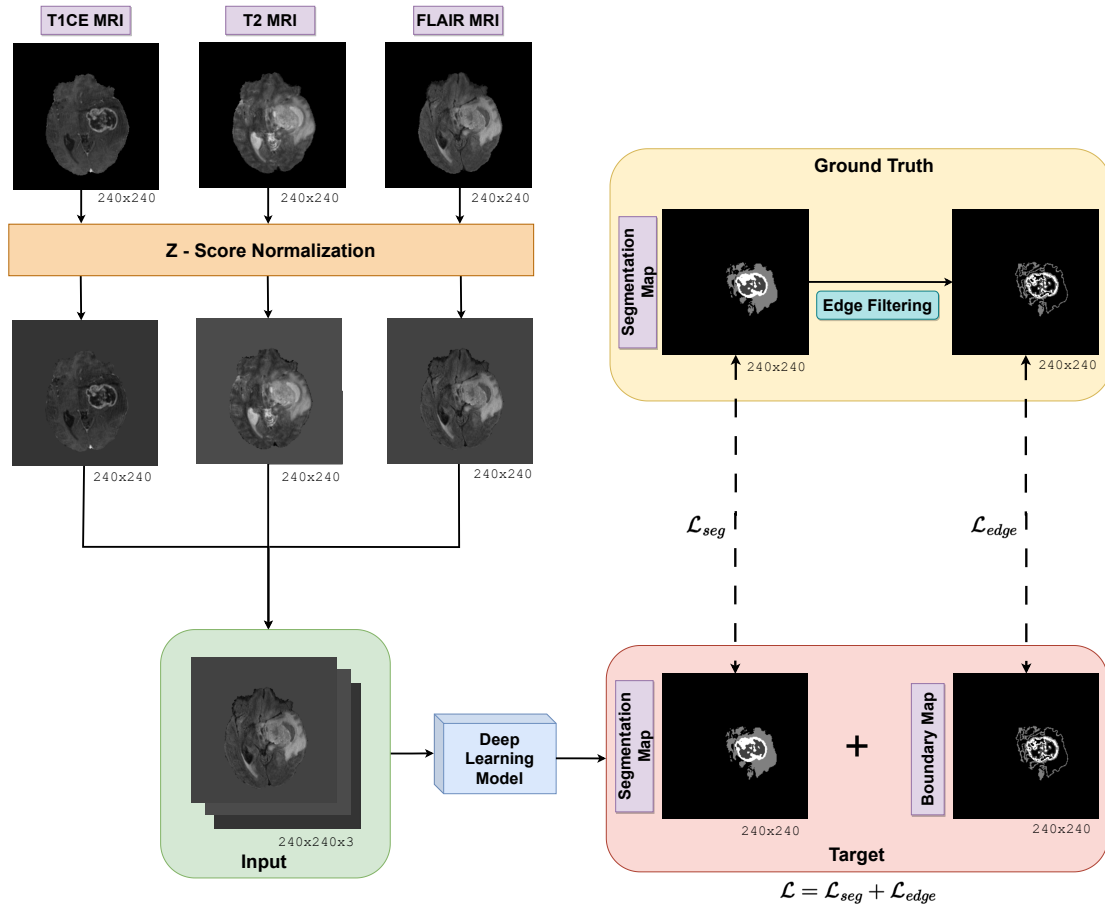 T1CE MRI
T2 MRI
FLAIR MRI
240x240
240x240
240x240
Z - Score Normalization
240x240
240x240
240x240
Ground Truth
Segmentation
Map
Edge Filtering
240x240
240x240
ℒseg
ℒedge
240x240x3
Input
Deep
Learning
Model
Segmentation
Map
+
Boundary Map
240x240
240x240
Target
ℒ = ℒseg + ℒedge